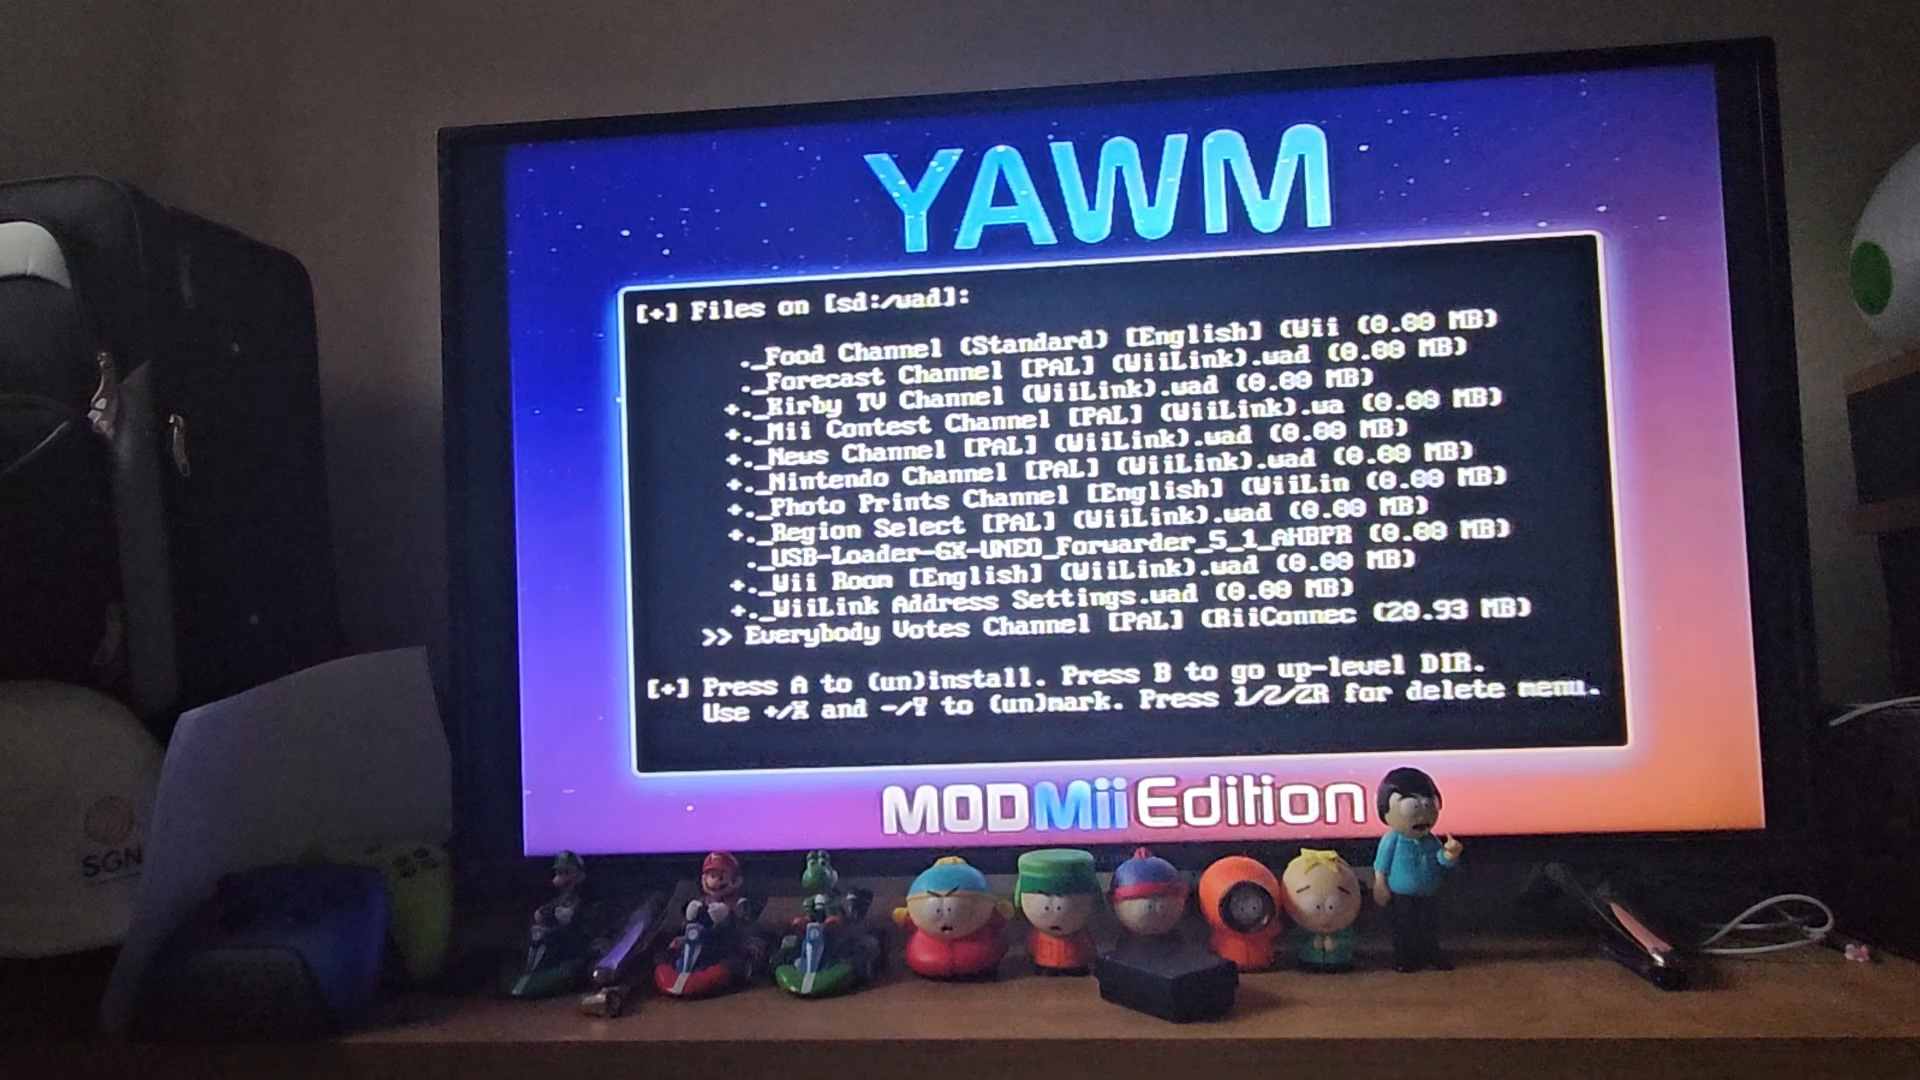 YAWM
[+] Files on [sd:/wad]:
._Food Channel (Standard) [English] (Wii (0.00 MB)
._Forecast Channel [PAL] (WiiLink).wad (0.00 MB)
+._Kirby TV Channel (WiiLink).wad (0.00 MB)
+._Mii Contest Channel [PAL] (WiiLink).wa (0.00 MB)
+._News Channel [PAL] (WiiLink).wad (0.00 MB)
+._Nintendo Channel [PAL] (WiiLink).wad (0.00 MB)
+._Photo Prints Channel [English] (WiiLin (0.00 MB)
+._Region Select [PAL] (WiiLink).wad (0.00 MB)
._USB-Loader-GX-UNEO_Forwarder_5_1_AHBPR (0.00 MB)
+._Wii Room [English] (WiiLink).wad (0.00 MB)
+._WiiLink Address Settings.wad (0.00 MB)
>> Everybody Votes Channel [PAL] (RiiConnec (20.93 MB)
[+] Press A to (un)install. Press B to go up-level DIR.
Use +/X and -/Y to (un)mark. Press 1/Z/ZR for delete menu.
MODMii Edition
SGN